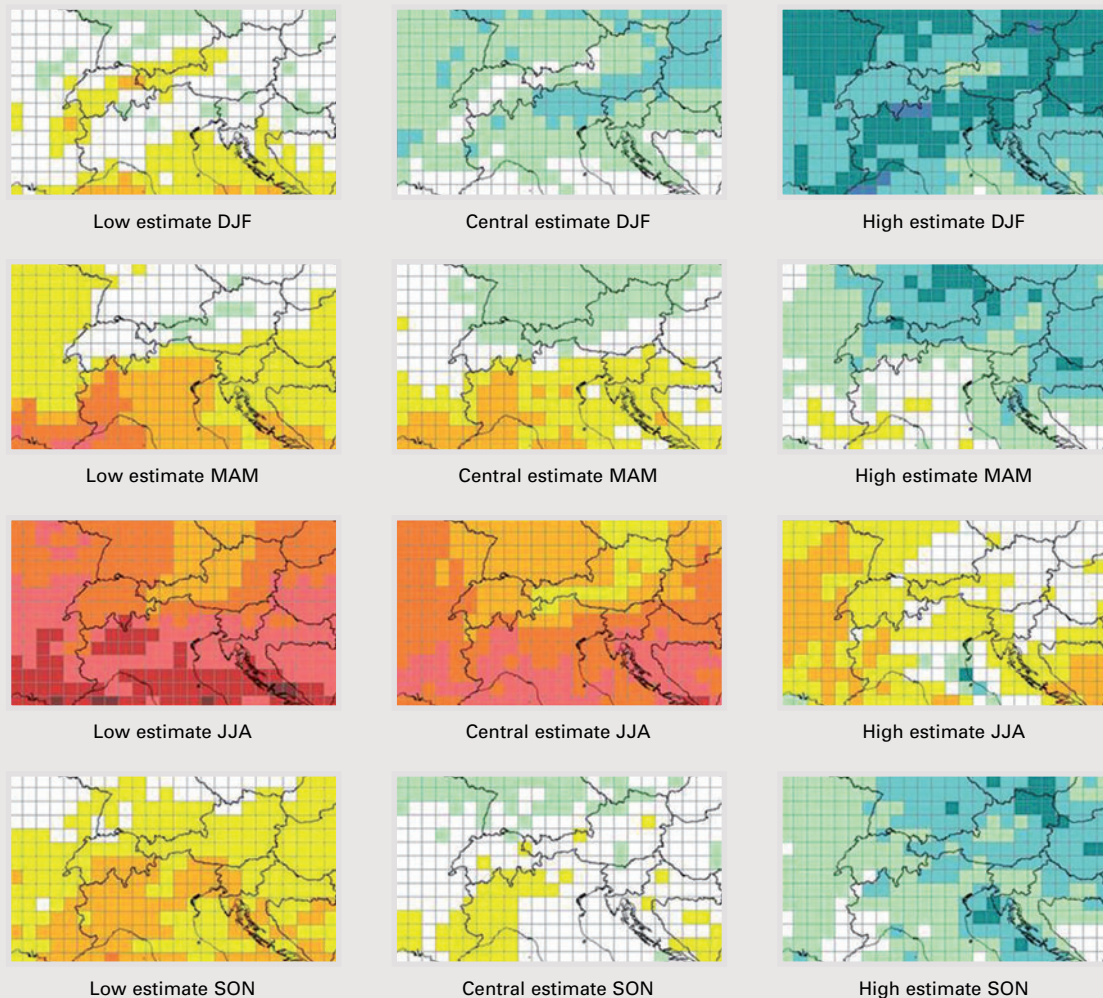 Low estimate DJF
Central estimate DJF
High estimate DJF
Low estimate MAM
Central estimate MAM
High estimate MAM
Low estimate JJA
Central estimate JJA
High estimate JJA
Low estimate SON
Central estimate SON
High estimate SON